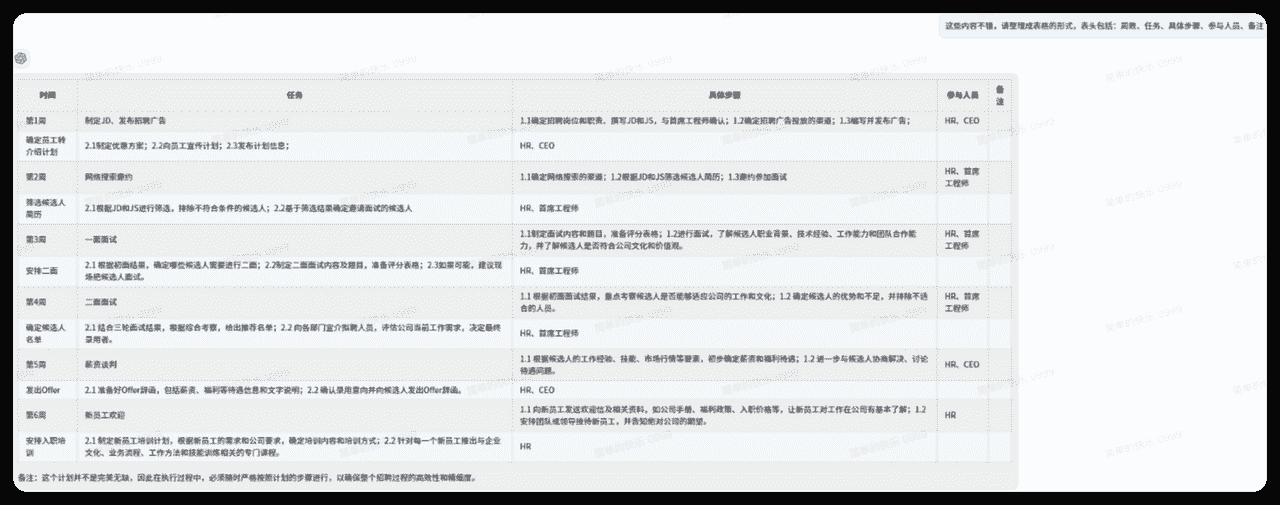 这些内容不错，请整理成表格的形式，表头包括：周数、任务、具体步骤、参与人员、备注
时间 任务 具体步骤 参与人员 备注
第1周 制定JD、发布招聘广告 1.1确定招聘岗位和职责、撰写JD和JS，与首席工程师确认；1.2确定招聘广告投放的渠道；1.3编写并发布广告； HR、CEO
确定员工转介绍计划 2.1制定优惠方案；2.2向员工宣传计划；2.3发布计划信息； HR、CEO
第2周 网络搜索邀约 1.1确定网络搜索的渠道；1.2根据JD和JS筛选候选人简历；1.3邀约参加面试 HR、首席工程师
筛选候选人简历 2.1根据JD和JS进行筛选，排除不符合条件的候选人；2.2基于筛选结果确定邀请面试的候选人 HR、首席工程师
第3周 一面面试 1.1制定面试内容和题目，准备评分表格；1.2进行面试，了解候选人职业背景、技术经验、工作能力和团队合作能力，并了解候选人是否符合公司文化和价值观。 HR、首席工程师
安排二面 2.1 根据初面结果，确定哪些候选人需要进行二面；2.2制定二面面试内容及题目，准备评分表格；2.3如果可能，建议现场把候选人面试。 HR、首席工程师
第4周 二面面试 1.1 根据初面面试结果，重点考察候选人是否能够适应公司的工作和文化；1.2 确定候选人的优势和不足，并排除不适合的人员。 HR、首席工程师
确定候选人名单 2.1 结合三轮面试结果，根据综合考察，给出推荐名单；2.2 向各部门宣介拟聘人员，评估公司当前工作需求，决定最终录用者。 HR、首席工程师
第5周 薪资谈判 1.1 根据候选人的工作经验、技能、市场行情等要素，初步确定薪资和福利待遇；1.2 进一步与候选人协商解决、讨论待遇问题。 HR、CEO
发出Offer 2.1 准备好Offer辞函，包括薪资、福利等待遇信息和文字说明；2.2 确认录用意向并向候选人发出Offer辞函。 HR、CEO
第6周 新员工欢迎 1.1 向新员工发送欢迎信及相关资料，如公司手册、福利政策、入职价格等，让新员工对工作在公司有基本了解；1.2 安排团队或领导接待新员工，并告知他对公司的期望。 HR
安排入职培训 2.1 制定新员工培训计划，根据新员工的需求和公司要求，确定培训内容和培训方式；2.2 针对每一个新员工推出与企业文化、业务流程、工作方法和技能训练相关的专门课程。 HR
备注：这个计划并不是完美无缺，因此在执行过程中，必须随时严格按照计划的步骤进行，以确保整个招聘过程的高效性和精细度。
简单的快乐 0999